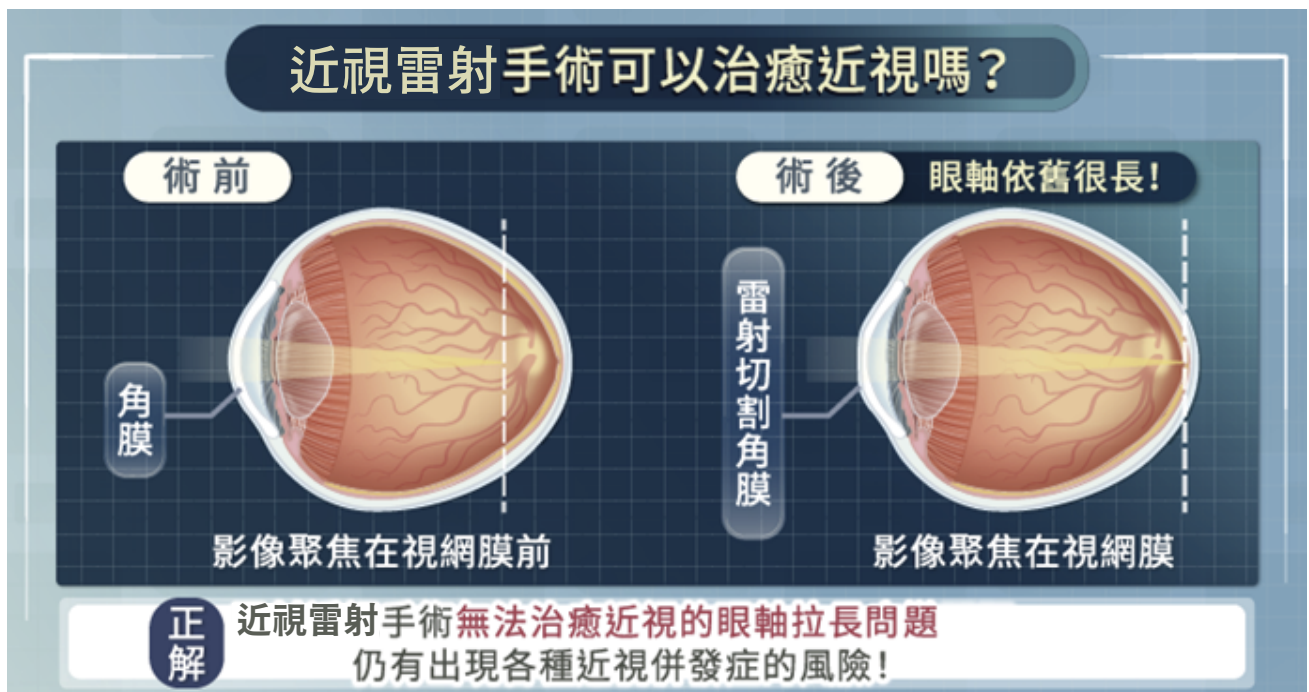 近視雷射手術可以治癒近視嗎？
術前
角膜
影像聚焦在視網膜前
術後
眼軸依舊很長！
雷射切割角膜
影像聚焦在視網膜
正解
近視雷射手術無法治癒近視的眼軸拉長問題
仍有出現各種近視併發症的風險！